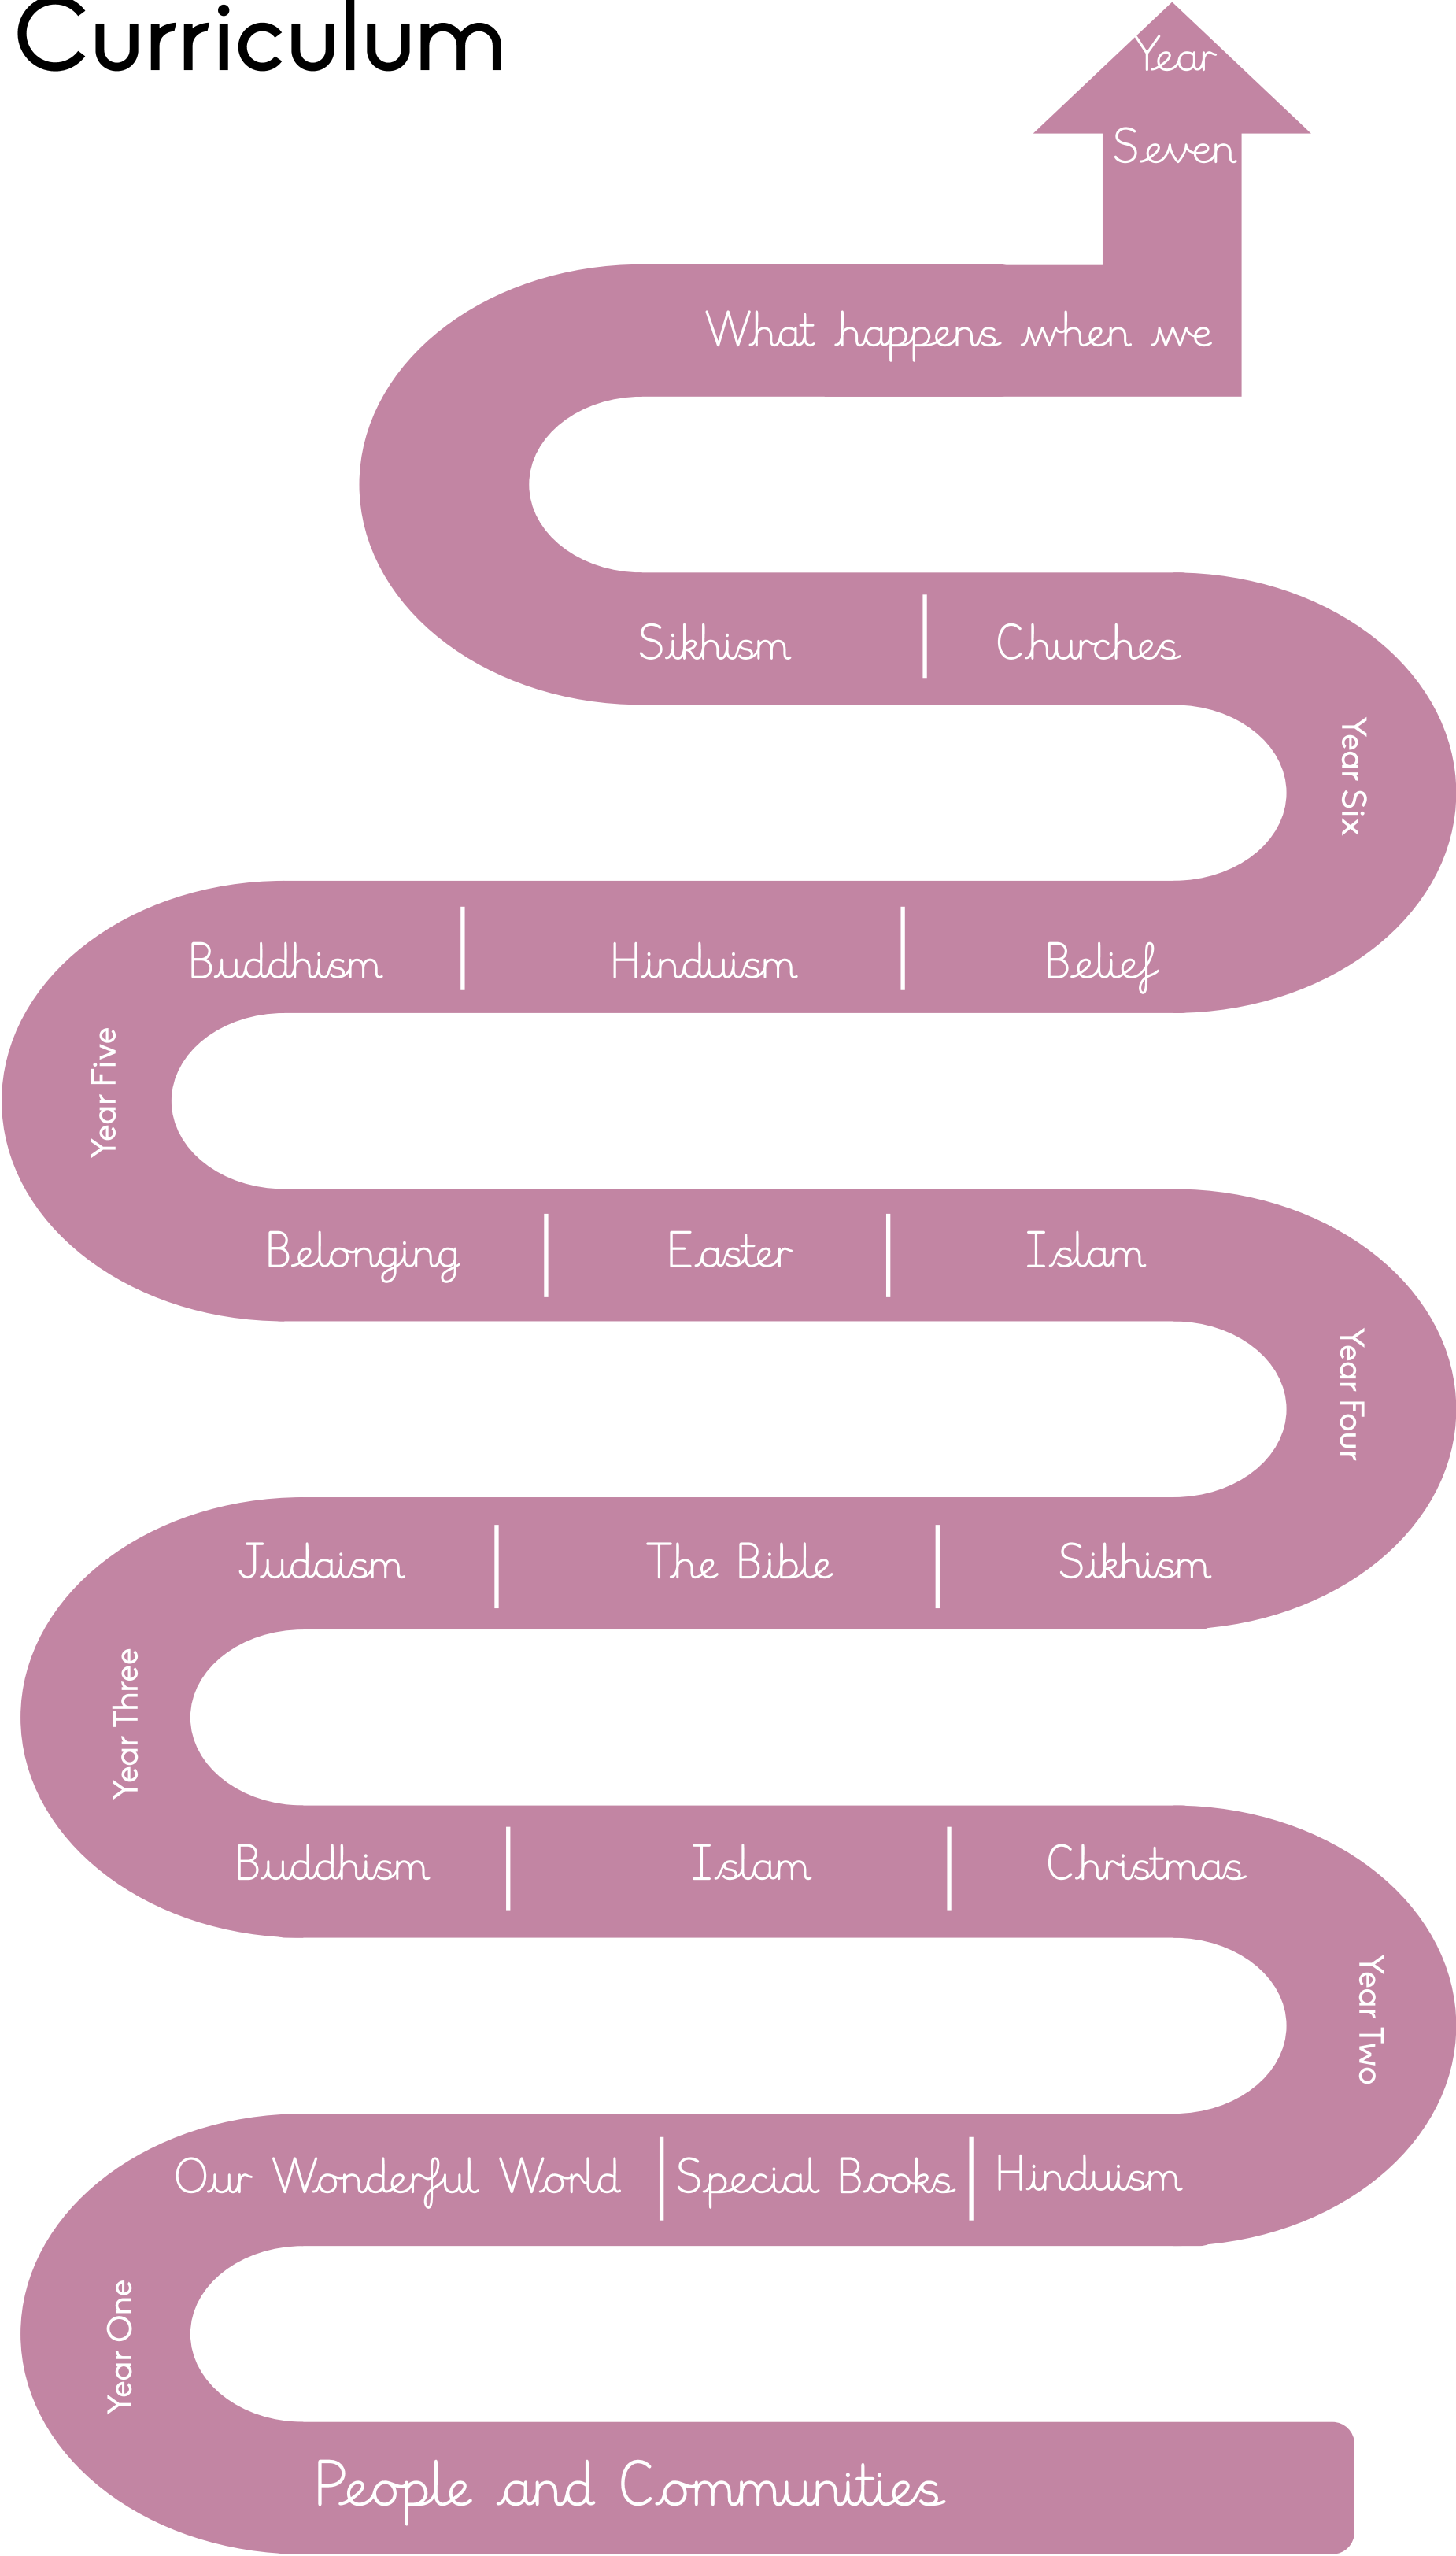 Curriculum
Year
Seven
What happens when we
Sikhism
Churches
Year Six
Buddhism
Hinduism
Belief
Year Five
Belonging
Easter
Islam
Year Four
Judaism
The Bible
Sikhism
Year Three
Buddhism
Islam
Christmas
Year Two
Our Wonderful World
Special Books
Hinduism
Year One
People and Communities